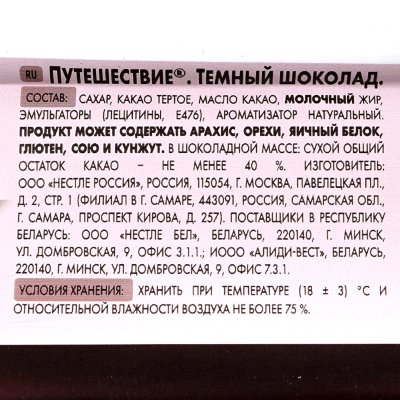 RU ПУТЕШЕСТВИЕ®. ТЕМНЫЙ ШОКОЛАД.
СОСТАВ: САХАР, КАКАО ТЕРТОЕ, МАСЛО КАКАО, МОЛОЧНЫЙ ЖИР,
ЭМУЛЬГАТОРЫ (ЛЕЦИТИНЫ, Е476), АРОМАТИЗАТОР НАТУРАЛЬНЫЙ.
ПРОДУКТ МОЖЕТ СОДЕРЖАТЬ АРАХИС, ОРЕХИ, ЯИЧНЫЙ БЕЛОК,
ГЛЮТЕН, СОЮ И КУНЖУТ. В ШОКОЛАДНОЙ МАССЕ: СУХОЙ ОБЩИЙ
ОСТАТОК КАКАО – НЕ МЕНЕЕ 40 %. ИЗГОТОВИТЕЛЬ:
ООО «НЕСТЛЕ РОССИЯ», РОССИЯ, 115054, Г. МОСКВА, ПАВЕЛЕЦКАЯ ПЛ.,
Д. 2, СТР. 1 (ФИЛИАЛ В Г. САМАРЕ, 443091, РОССИЯ, САМАРСКАЯ ОБЛ.,
Г. САМАРА, ПРОСПЕКТ КИРОВА, Д. 257). ПОСТАВЩИКИ В РЕСПУБЛИКУ
БЕЛАРУСЬ: ООО «НЕСТЛЕ БЕЛ», БЕЛАРУСЬ, 220140, Г. МИНСК,
УЛ. ДОМБРОВСКАЯ, 9, ОФИС 3.1.1.; ИООО «АЛИДИ-ВЕСТ», БЕЛАРУСЬ,
220140, Г. МИНСК, УЛ. ДОМБРОВСКАЯ, 9, ОФИС 7.3.1.
УСЛОВИЯ ХРАНЕНИЯ: ХРАНИТЬ ПРИ ТЕМПЕРАТУРЕ (18 ± 3) °С И
ОТНОСИТЕЛЬНОЙ ВЛАЖНОСТИ ВОЗДУХА НЕ БОЛЕЕ 75 %.